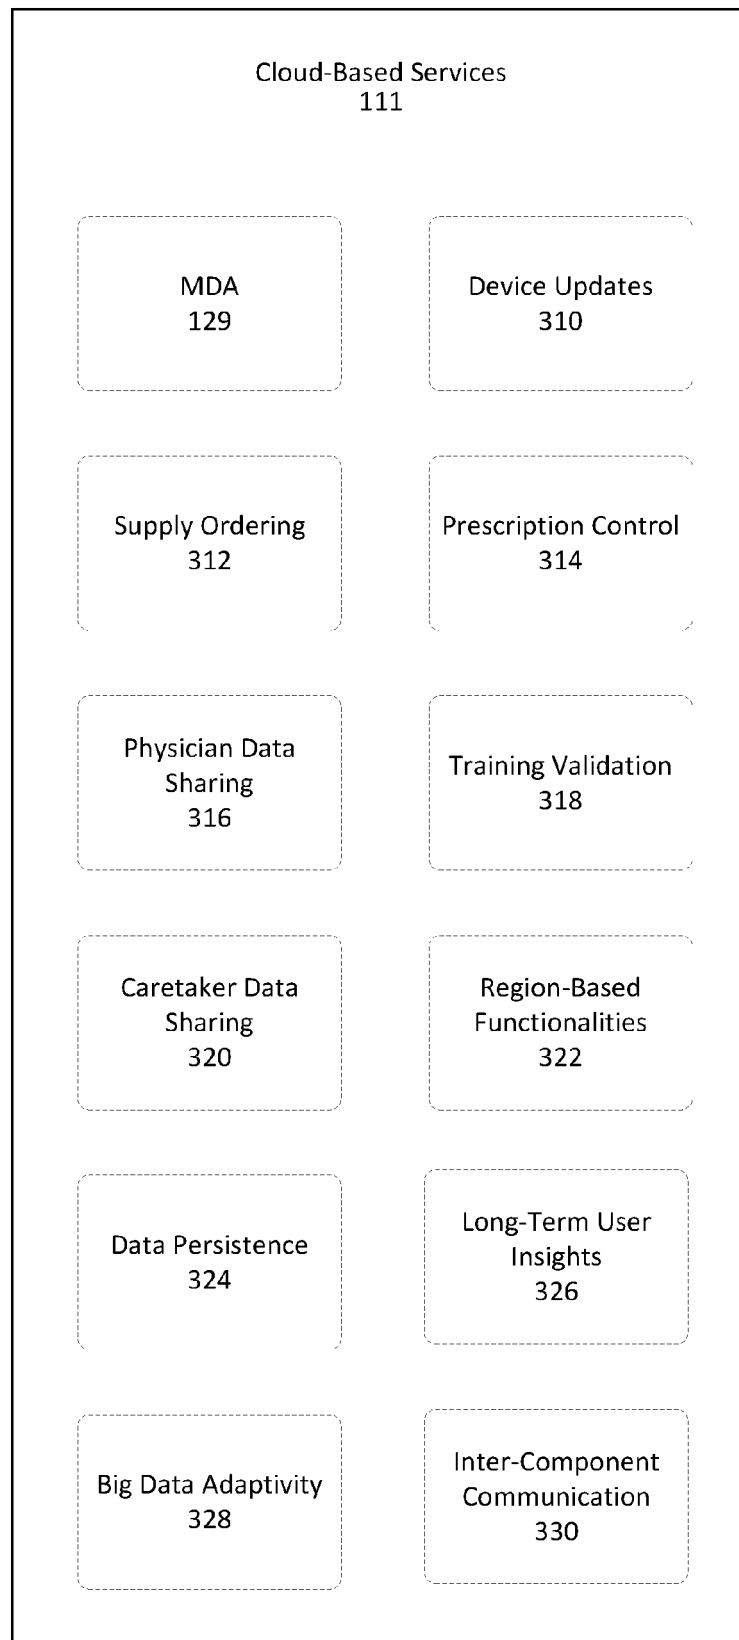 Cloud-Based Services
111
MDA
129
Device Updates
310
Supply Ordering
312
Prescription Control
314
Physician Data
Sharing
316
Training Validation
318
Caretaker Data
Sharing
320
Region-Based
Functionalities
322
Data Persistence
324
Long-Term User
Insights
326
Big Data Adaptivity
328
Inter-Component
Communication
330